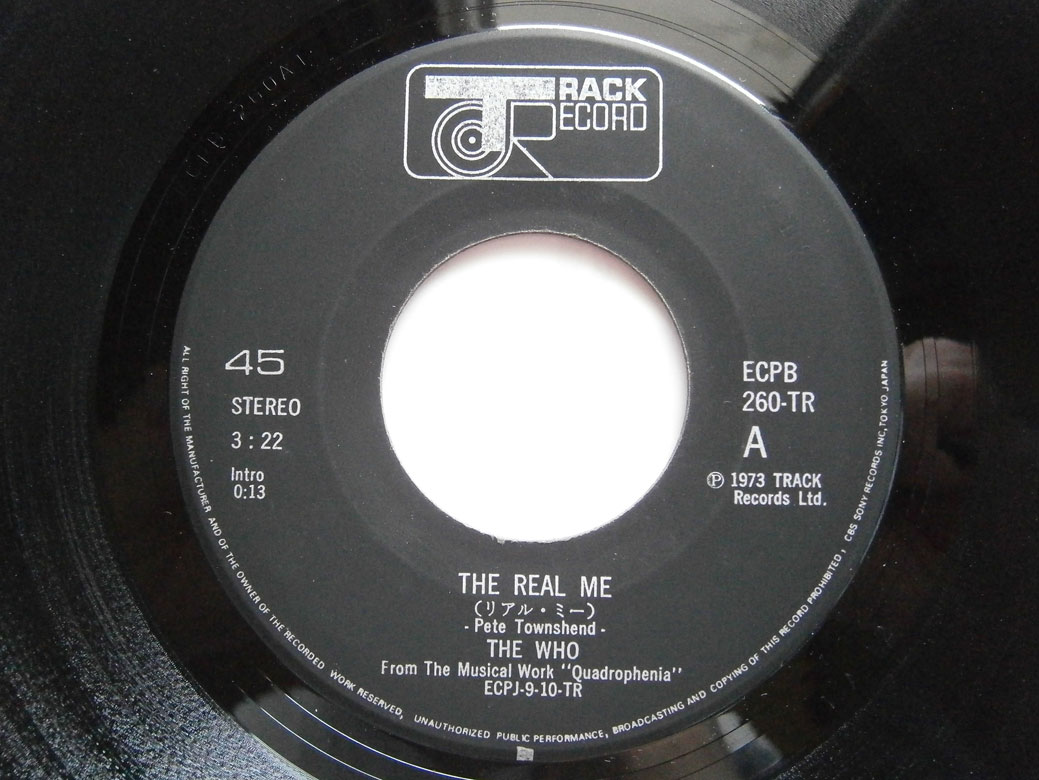 TRACK
RECORD
45
STEREO
3 : 22
Intro
0:13
ECPB
260-TR
A
Ⓟ 1973 TRACK
Records Ltd.
THE REAL ME
(リアル・ミー)
- Pete Townshend -
THE WHO
From The Musical Work "Quadrophenia"
ECPJ-9-10-TR
ALL RIGHT OF THE MANUFACTURER AND OF THE OWNER OF THE RECORDED WORK RESERVED, UNAUTHORIZED PUBLIC PERFORMANCE, BROADCASTING AND COPYING OF THIS RECORD PROHIBITED, CBS SONY RECORDS INC, TOKYO JAPAN